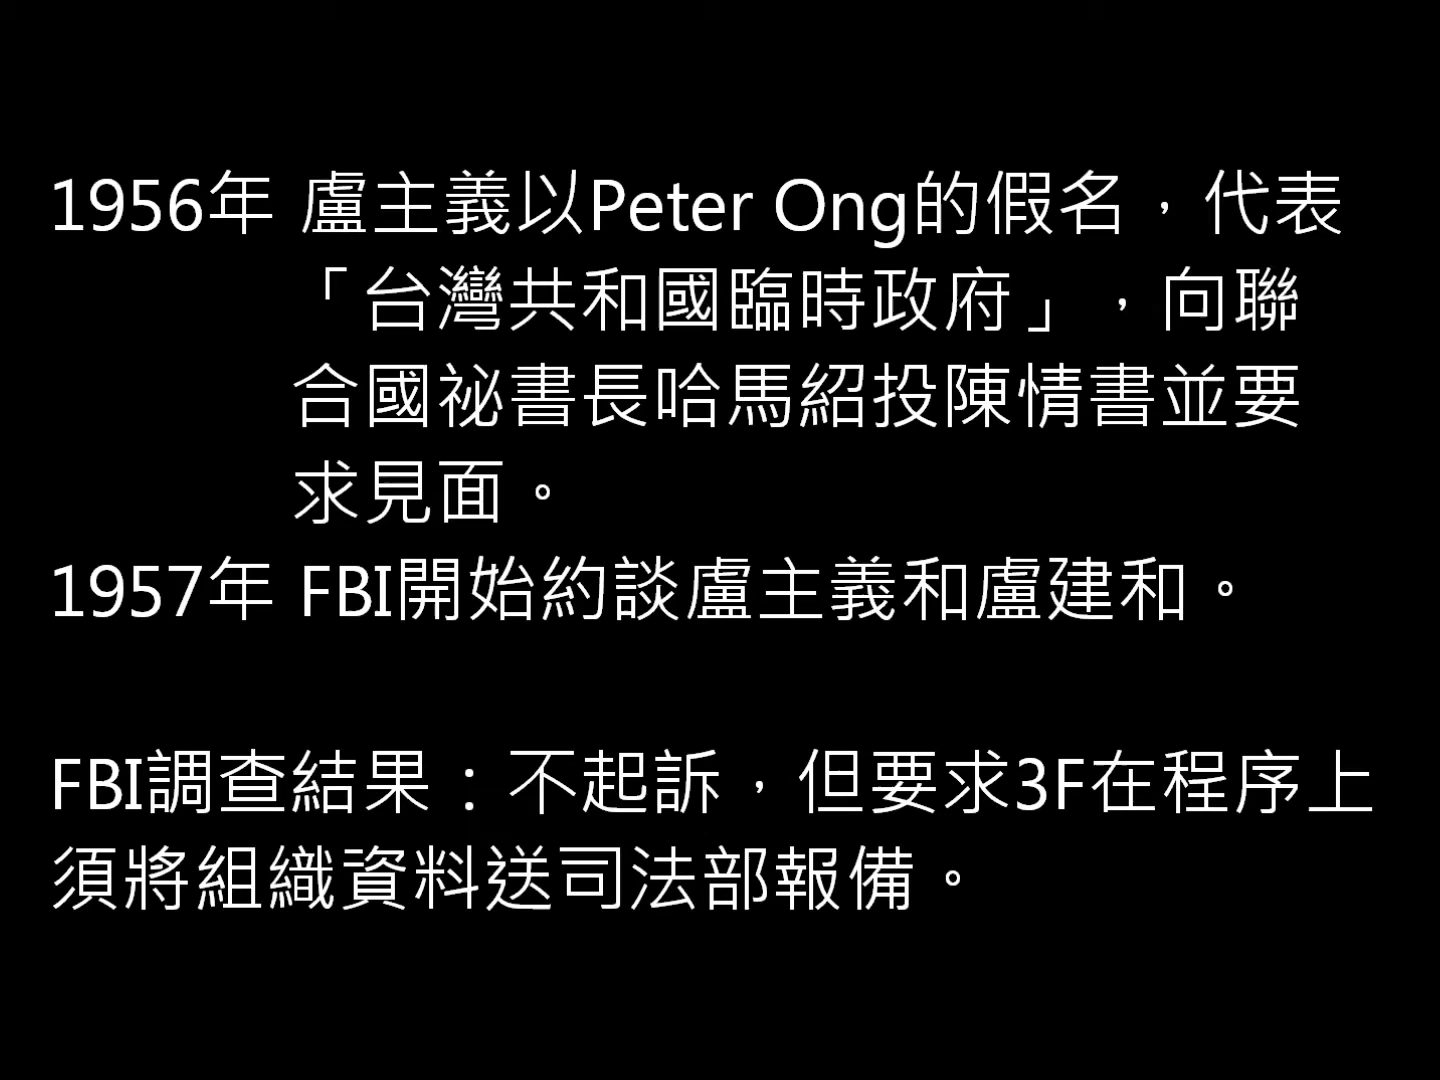 1956年 盧主義以Peter Ong的假名，代表
「台灣共和國臨時政府」，向聯
合國祕書長哈馬紹投陳情書並要
求見面。
1957年 FBI開始約談盧主義和盧建和。
FBI調查結果：不起訴，但要求3F在程序上
須將組織資料送司法部報備。